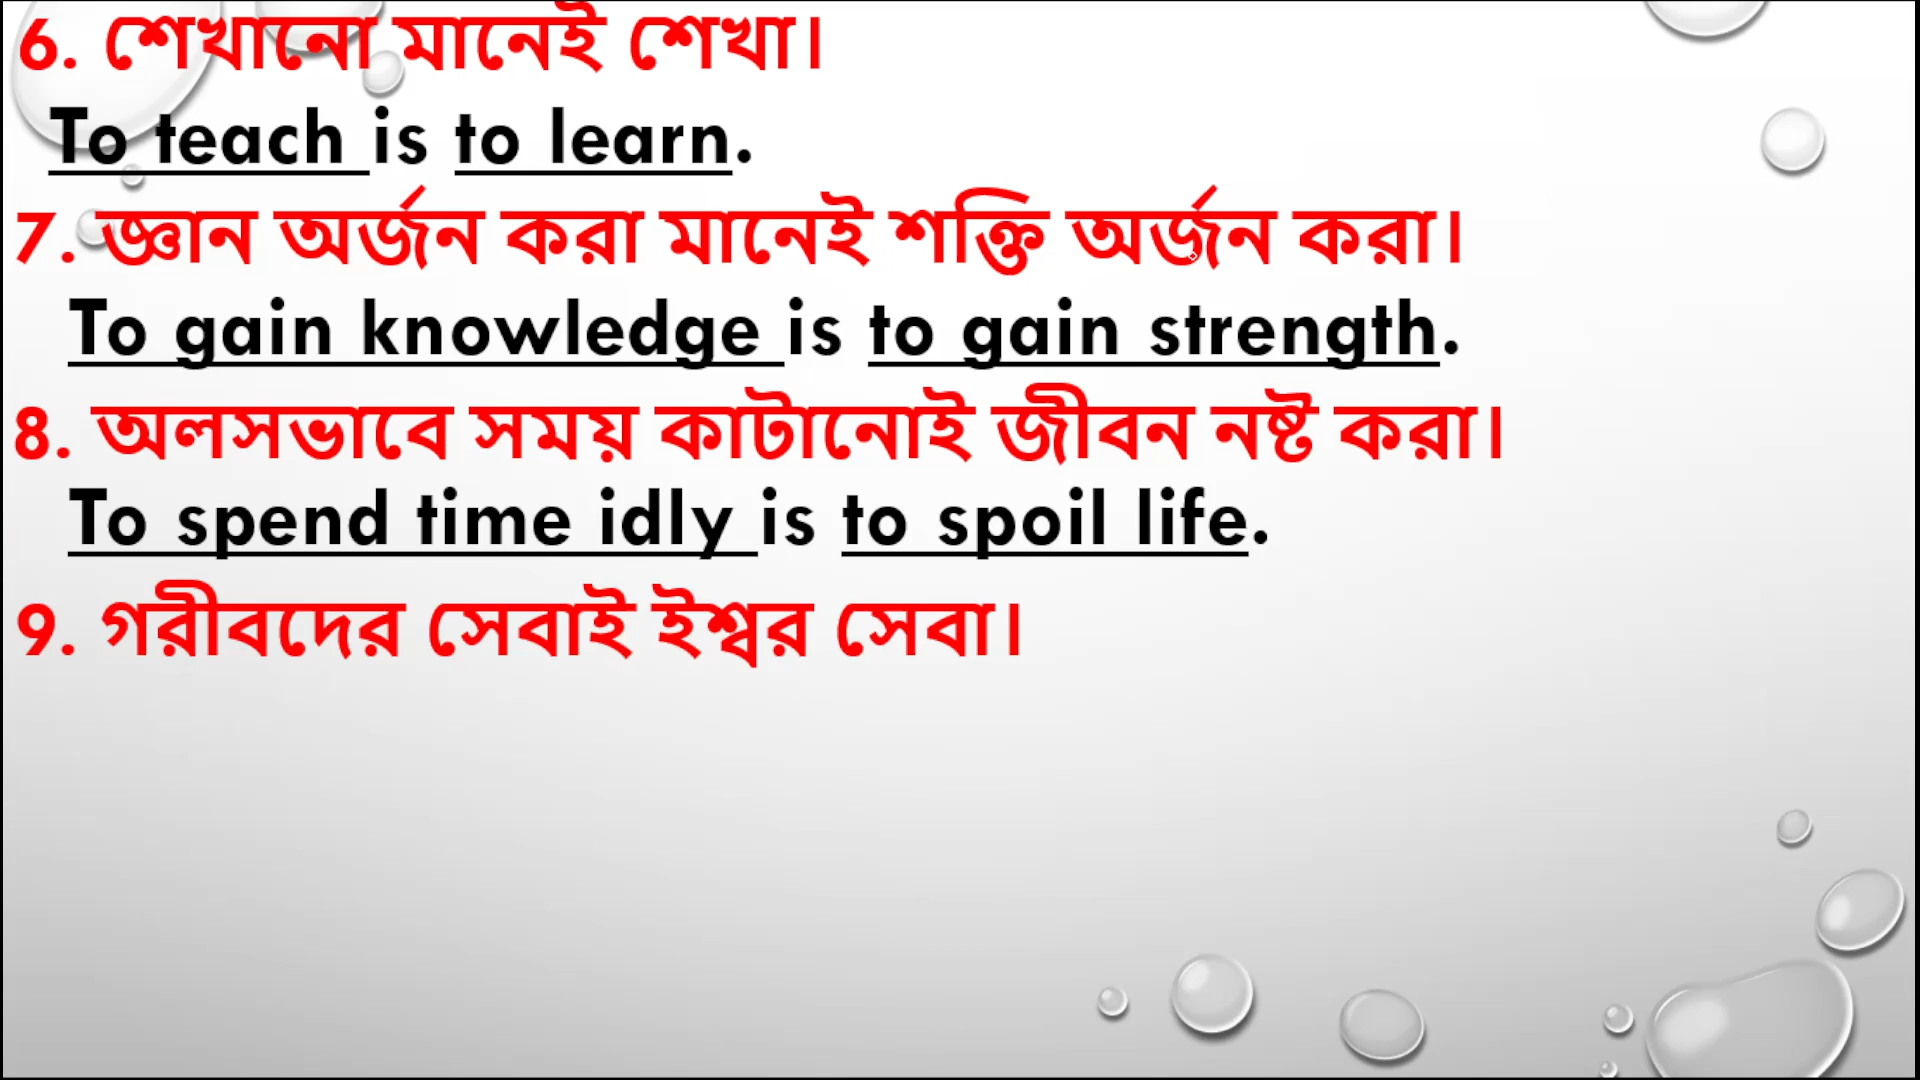 6. শেখানো মানেই শেখা।
To teach is to learn.
7. জ্ঞান অর্জন করা মানেই শক্তি অর্জন করা।
To gain knowledge is to gain strength.
8. অলসভাবে সময় কাটানোই জীবন নষ্ট করা।
To spend time idly is to spoil life.
9. গরীবদের সেবাই ইশ্বর সেবা।